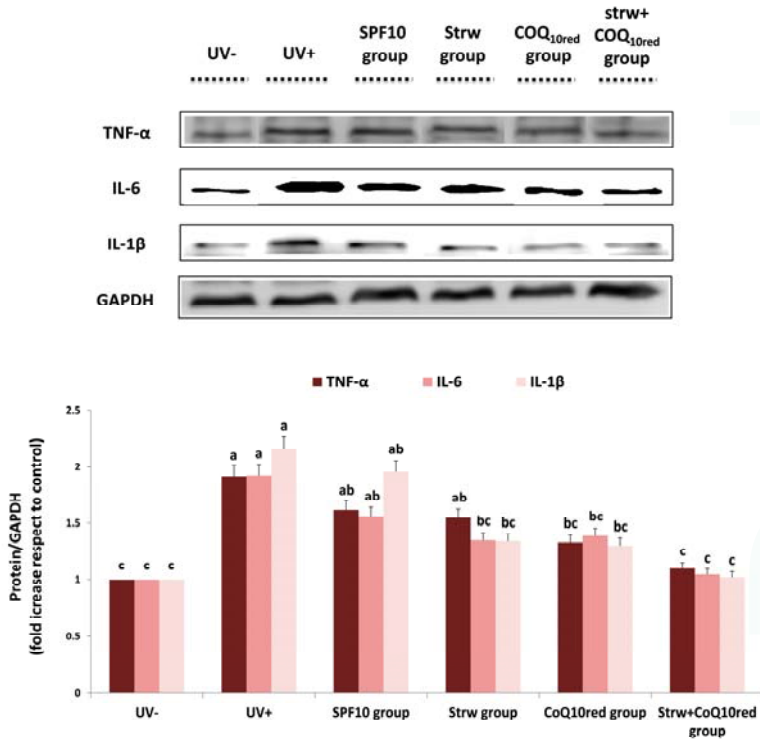 UV-
UV+
SPF10
group
Strw
group
COQ10red
group
strw+
COQ10red
group
TNF-α
IL-6
IL-1β
GAPDH
TNF-α IL-6 IL-1β
Protein/GAPDH
(fold increase respect to control)
2.5
2
1.5
1
0.5
0
c c c
a a a
ab ab ab
ab bc bc
bc bc bc
c c c
UV- UV+ SPF10 group Strw group CoQ10red group Strw+CoQ10red
group